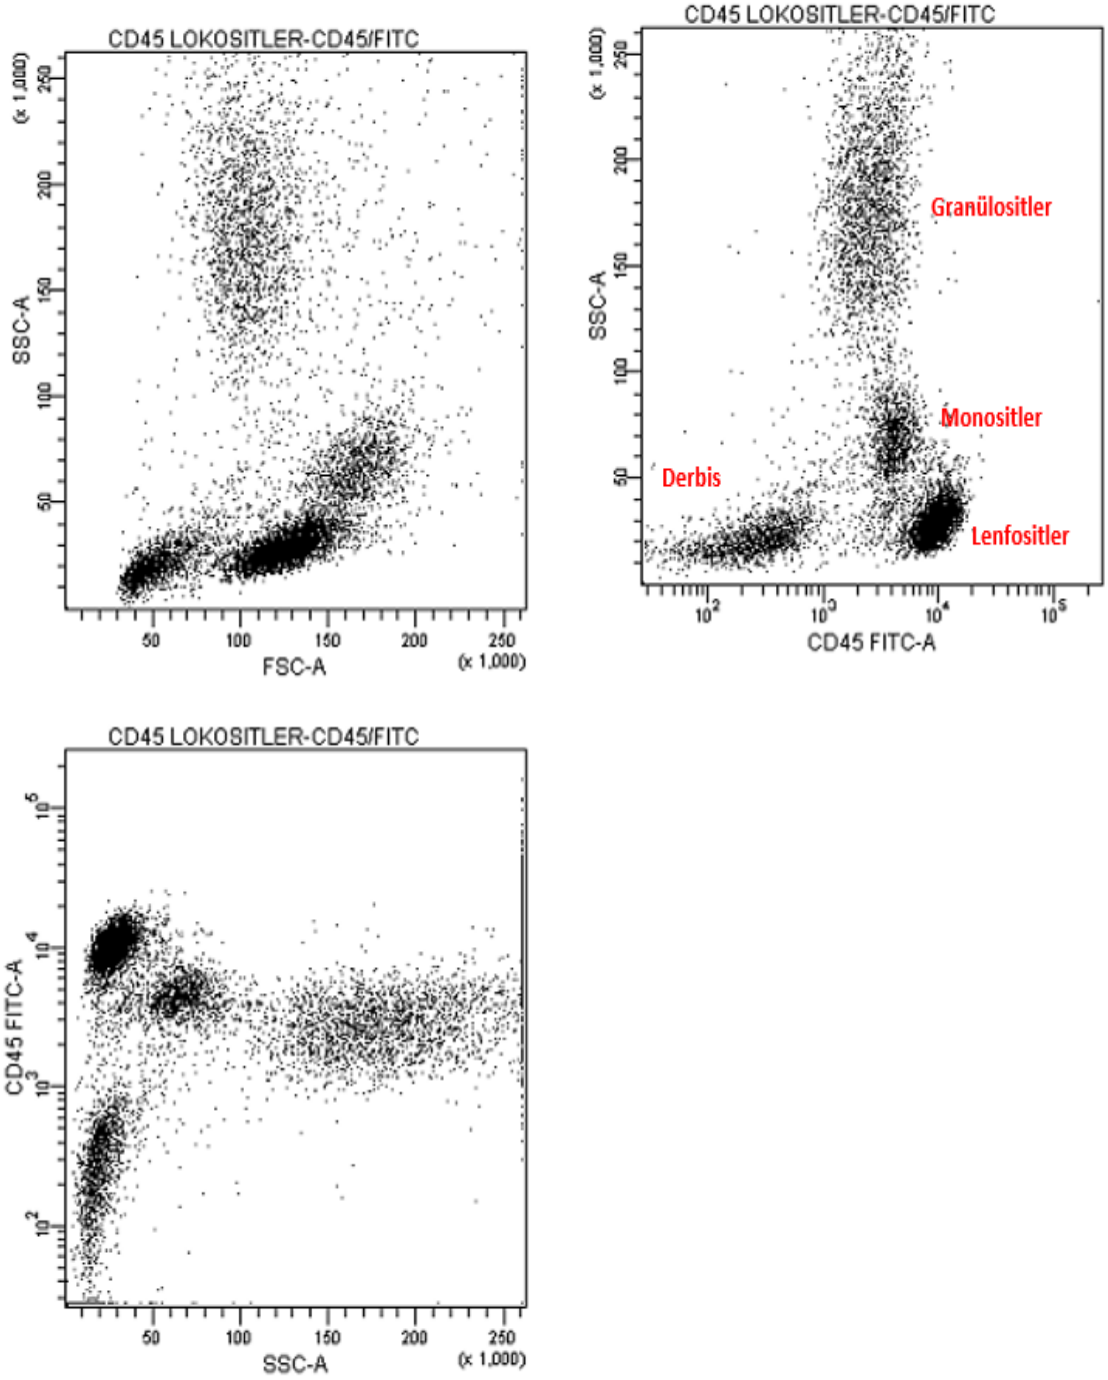 CD45 LOKOSITLER-CD45/FITC
(x 1,000)
250
200
150
100
50
SSC-A
50 100 150 200 250
FSC-A (x 1,000)
CD45 LOKOSITLER-CD45/FITC
(x 1,000)
250
200
150
100
50
SSC-A
Granülositler
Monositler
Derbis
Lenfositler
10² 10³ 10⁴ 10⁵
CD45 FITC-A
CD45 LOKOSITLER-CD45/FITC
10⁵
10⁴
10³
10²
CD45 FITC-A
50 100 150 200 250
SSC-A (x 1,000)